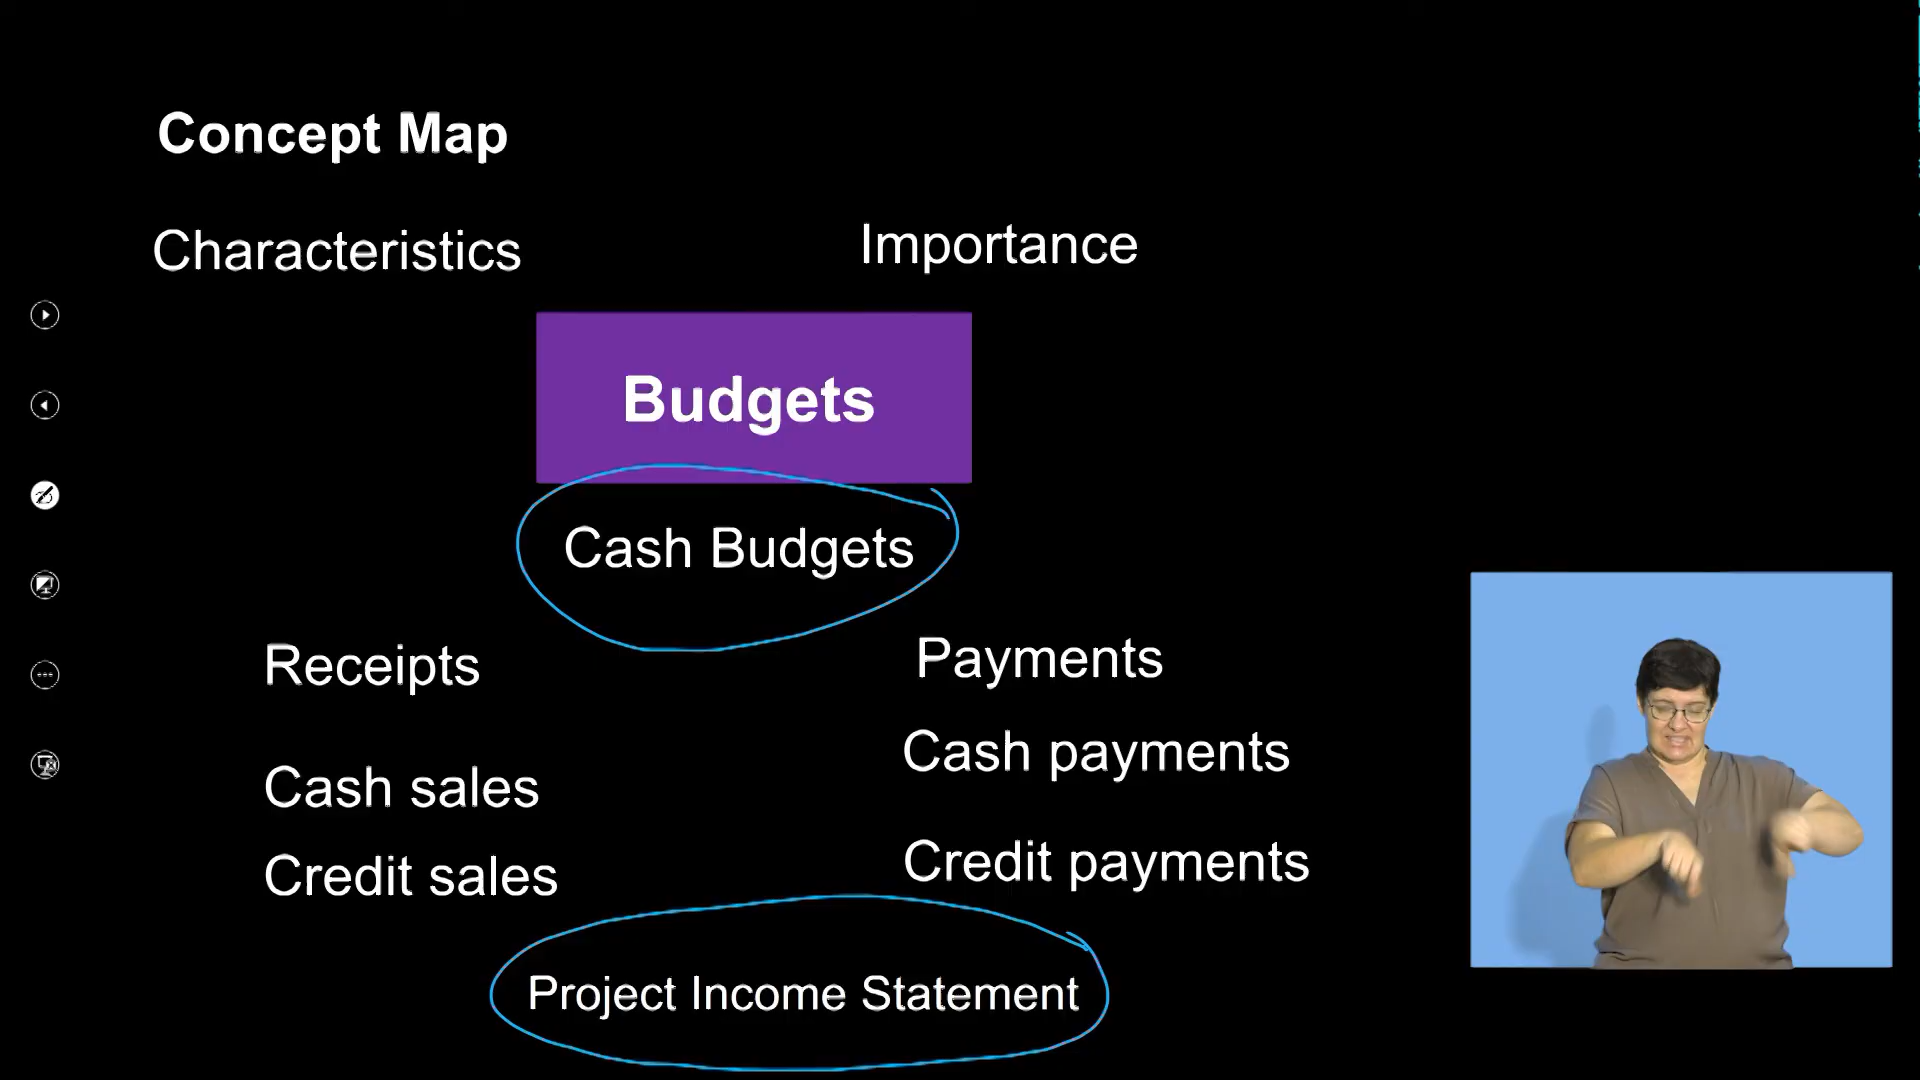 Concept Map
Characteristics
Importance
Budgets
Cash Budgets
Receipts
Payments
Cash payments
Cash sales
Credit payments
Credit sales
Project Income Statement